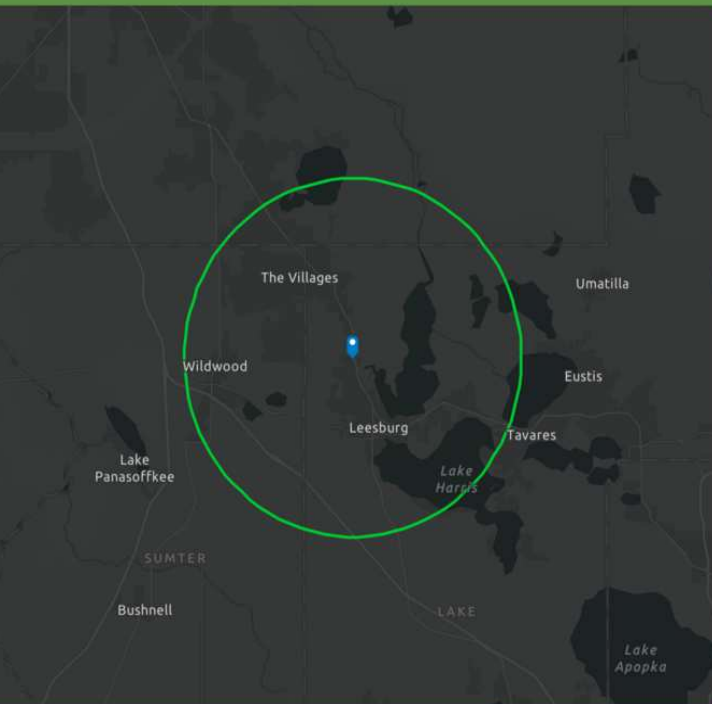 The Villages
Umatilla
Wildwood
Eustis
Leesburg
Tavares
Lake
Panasoffkee
Lake
Harris
SUMTER
Bushnell
LAKE
Lake
Apopka